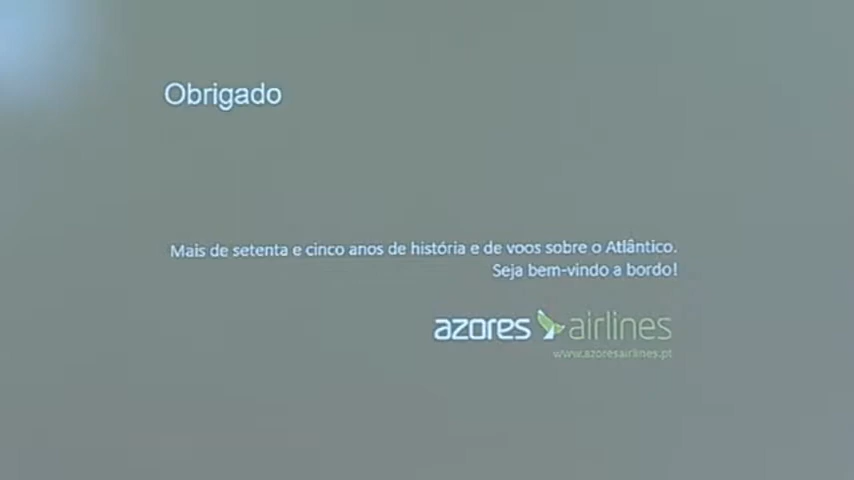 Obrigado
Mais de setenta e cinco anos de história e de voos sobre o Atlântico.
Seja bem-vindo a bordo!
azores airlines
www.azoresairlines.pt